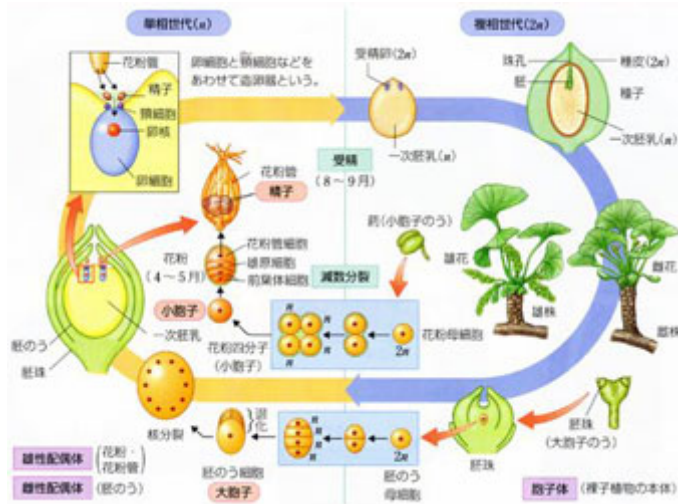 単相世代(n)
複相世代(2n)
花粉管
卵細胞と頸細胞などを
あわせて造卵器という。
精子
頸細胞
卵核
卵細胞
受精卵(2n)
一次胚乳(n)
珠孔
胚
種皮(2n)
種子
一次胚乳(n)
花粉管
精子
受精
(8〜9月)
葯(小胞子のう)
雄花
雌花
雄株
雌株
花粉
(4〜5月)
花粉管細胞
雄原細胞
前葉体細胞
減数分裂
小胞子
一次胚乳
胚のう
胚珠
花粉四分子
(小胞子)
n
n
n
n
n
n
2n
花粉母細胞
核分裂
退化
胚のう細胞
大胞子
n
n
n
n
2n
胚のう
母細胞
胚珠
胚珠
(大胞子のう)
雄性配偶体
(花粉・花粉管)
雌性配偶体
(胚のう)
胞子体
(裸子植物の本体)